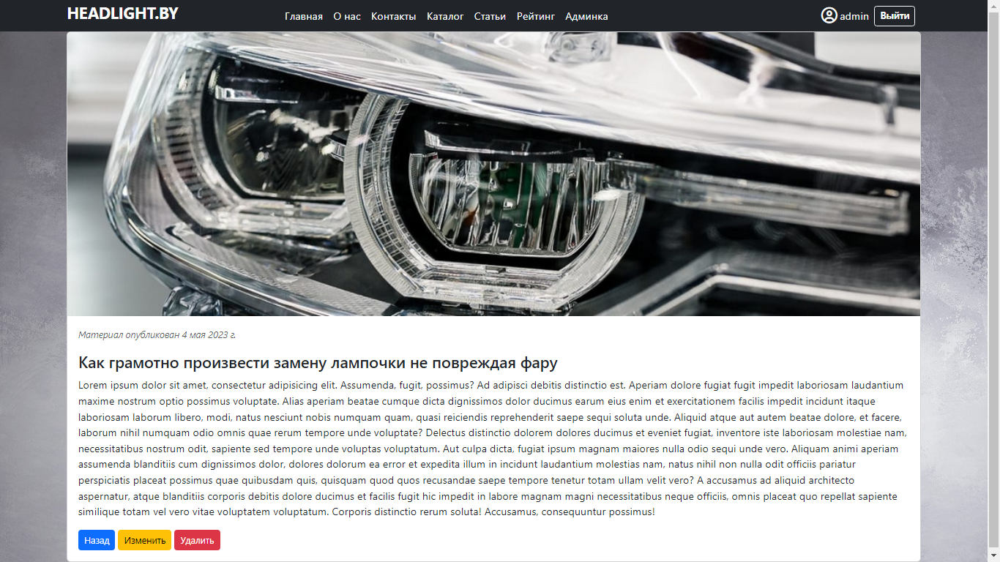 HEADLIGHT.BY
Главная О нас Контакты Каталог Статьи Рейтинг Админка
admin Выйти
Материал опубликован 4 мая 2023 г.
Как грамотно произвести замену лампочки не повреждая фару
Lorem ipsum dolor sit amet, consectetur adipisicing elit. Assumenda, fugit, possimus? Ad adipisci debitis distinctio est. Aperiam dolore fugiat fugit impedit laboriosam laudantium
maxime nostrum optio possimus voluptate. Alias aperiam beatae cumque dicta dignissimos dolor ducimus earum eius enim et exercitationem facilis impedit incidunt itaque
laboriosam laborum libero, modi, natus nesciunt nobis numquam quam, quasi reiciendis reprehenderit saepe sequi soluta unde. Aliquid atque aut autem beatae dolore, et facere,
laborum nihil numquam odio omnis quae rerum tempore unde voluptate? Delectus distinctio dolorem dolores ducimus et eveniet fugiat, inventore iste laboriosam molestiae nam,
necessitatibus nostrum odit, sapiente sed tempore unde voluptas voluptatum. Aut culpa dicta, fugiat ipsum magnam maiores nulla odio sequi unde vero. Aliquam animi aperiam
assumenda blanditiis cum dignissimos dolor, dolores dolorum ea error et expedita illum in incidunt laudantium molestias nam, natus nihil non nulla odit officiis pariatur
perspiciatis placeat possimus quae quibusdam quis, quisquam quod quos recusandae saepe tempore tenetur totam ullam velit vero? A accusamus ad aliquid architecto
aspernatur, atque blanditiis corporis debitis dolore ducimus et facilis fugit hic impedit in labore magnam magni necessitatibus neque officiis, omnis placeat quo repellat sapiente
similique totam vel vero vitae voluptatem voluptatum. Corporis distinctio rerum soluta! Accusamus, consequuntur possimus!
Назад Изменить Удалить